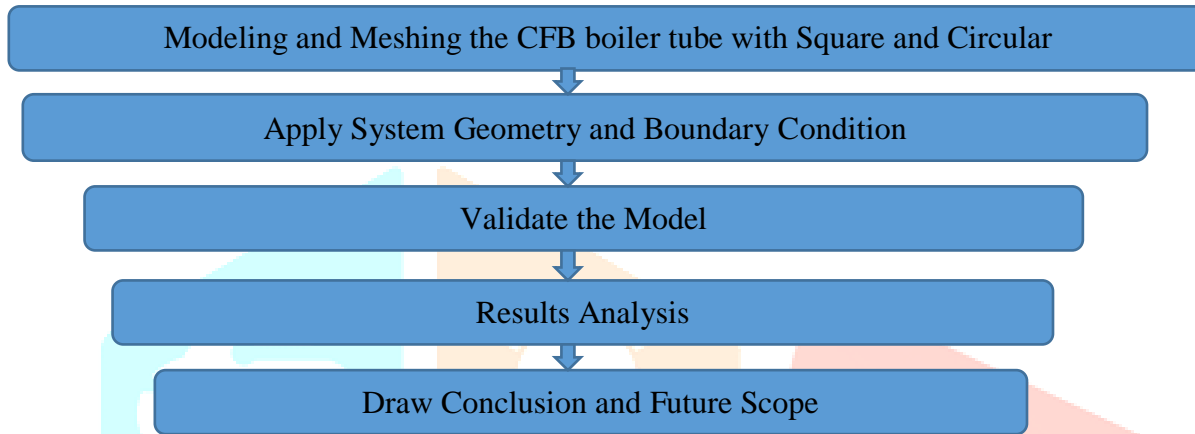 Modeling and Meshing the CFB boiler tube with Square and Circular
Apply System Geometry and Boundary Condition
Validate the Model
Results Analysis
Draw Conclusion and Future Scope